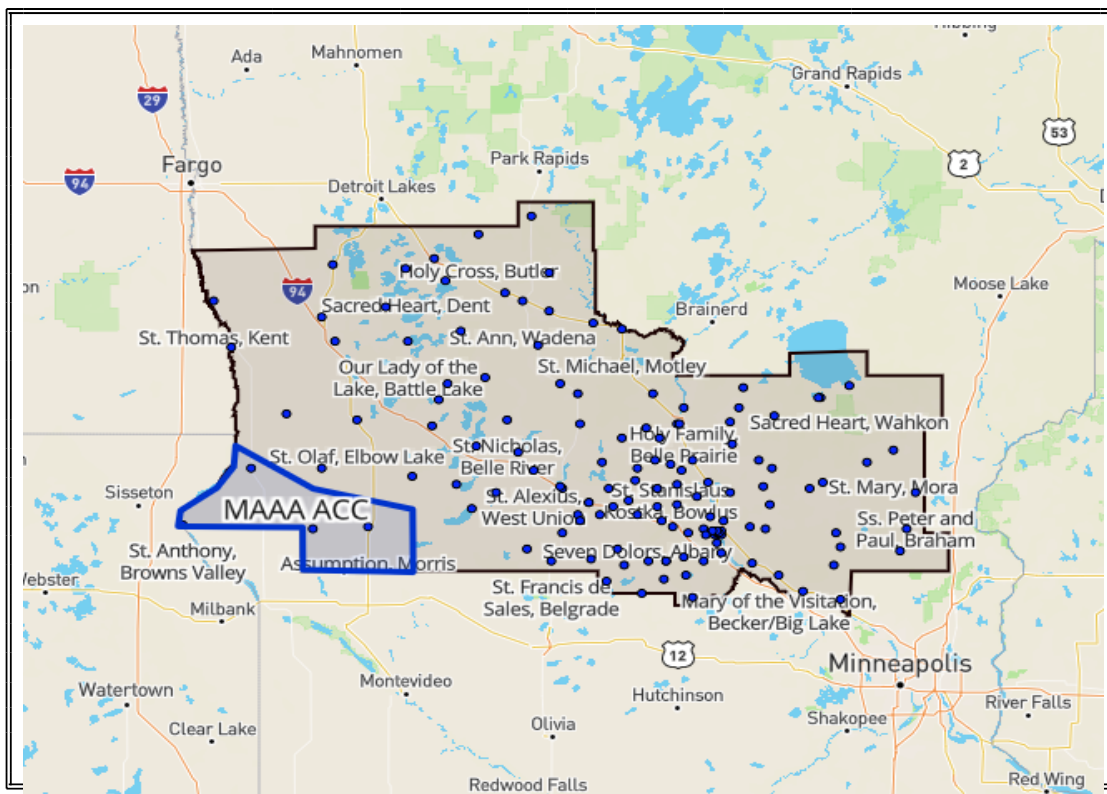 Hibbing
Mahnomen
Ada
Grand Rapids
29
53
Park Rapids
2
Fargo
94
Detroit Lakes
Holy Cross, Butler
Moose Lake
94
Sacred Heart, Dent
Brainerd
St. Thomas, Kent
St. Ann, Wadena
St. Michael, Motley
Our Lady of the
Lake, Battle Lake
Sacred Heart, Wahkon
Holy Family,
Belle Prairie
St. Nicholas,
Belle River
St. Olaf, Elbow Lake
Sisseton
St. Mary, Mora
St. Stanislaus
Kostka, Bowlus
St. Alexius,
West Union
MAAA ACC
Ss. Peter and
Paul, Braham
St. Anthony,
Browns Valley
Seven Dolors, Albany
Assumption, Morris
Webster
St. Francis de
Sales, Belgrade
Mary of the Visitation,
Becker/Big Lake
Milbank
12
Minneapolis
Montevideo
Watertown
Hutchinson
River Falls
Shakopee
Clear Lake
Olivia
Redwood Falls
Red Wing